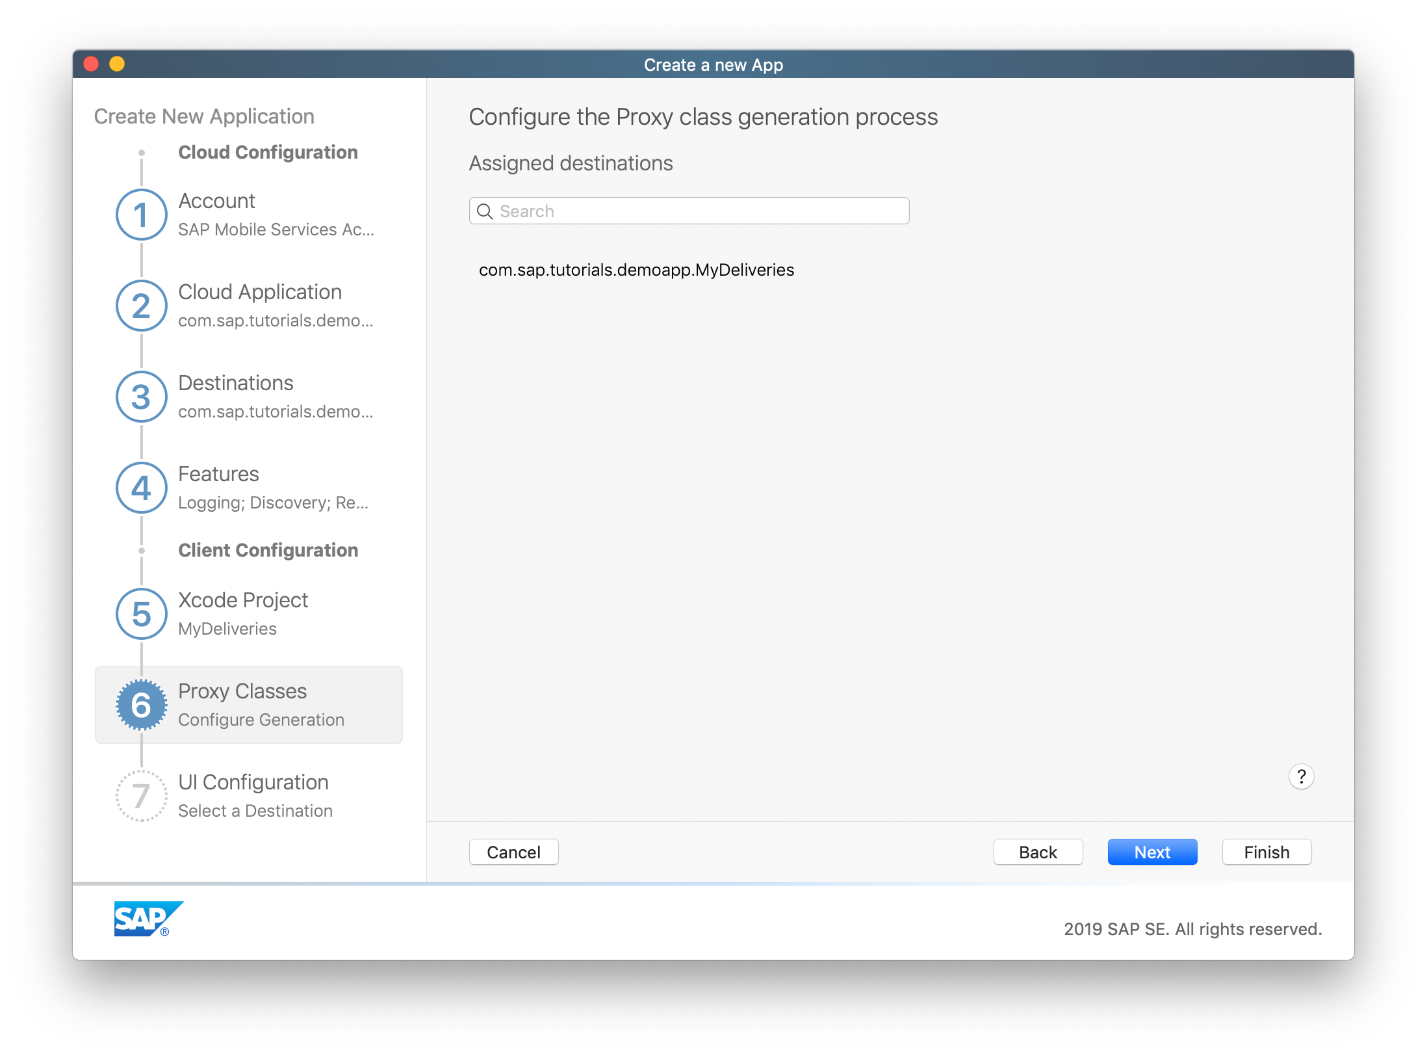 Create a new App
Create New Application
Cloud Configuration
1
Account
SAP Mobile Services Ac...
2
Cloud Application
com.sap.tutorials.demo...
3
Destinations
com.sap.tutorials.demo...
4
Features
Logging; Discovery; Re...
Client Configuration
5
Xcode Project
MyDeliveries
6
Proxy Classes
Configure Generation
7
UI Configuration
Select a Destination
Configure the Proxy class generation process
Assigned destinations
Search
com.sap.tutorials.demoapp.MyDeliveries
?
Cancel
Back
Next
Finish
SAP®
2019 SAP SE. All rights reserved.